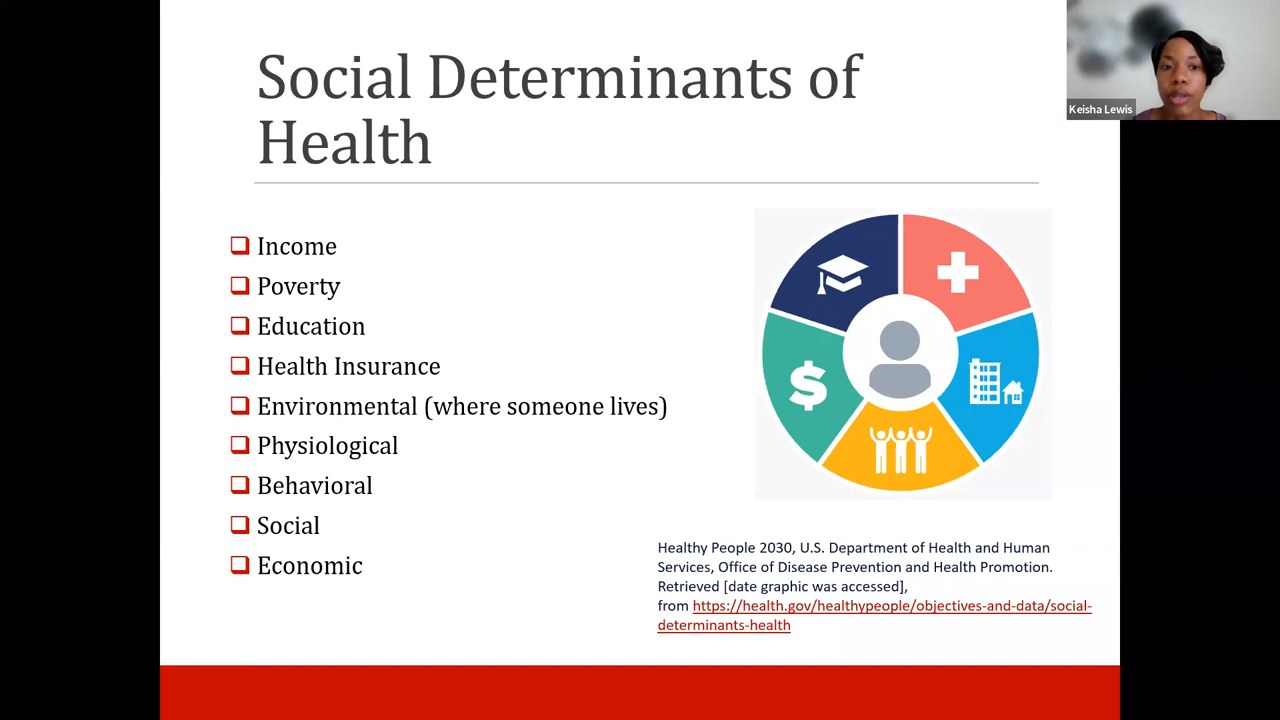 Social Determinants of
Health
Keisha Lewis
Income
Poverty
Education
Health Insurance
Environmental (where someone lives)
Physiological
Behavioral
Social
Economic
$
Healthy People 2030, U.S. Department of Health and Human
Services, Office of Disease Prevention and Health Promotion.
Retrieved [date graphic was accessed],
from https://health.gov/healthypeople/objectives-and-data/social-
determinants-health